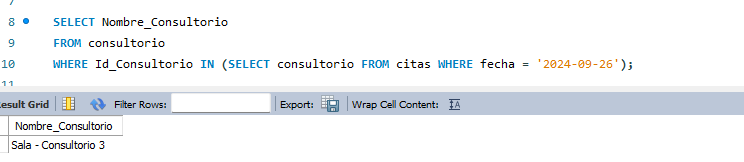 8 SELECT Nombre_Consultorio
9 FROM consultorio
10 WHERE Id_Consultorio IN (SELECT consultorio FROM citas WHERE fecha = '2024-09-26');
11
esult Grid Filter Rows: Export: Wrap Cell Content:
Nombre_Consultorio
Sala - Consultorio 3